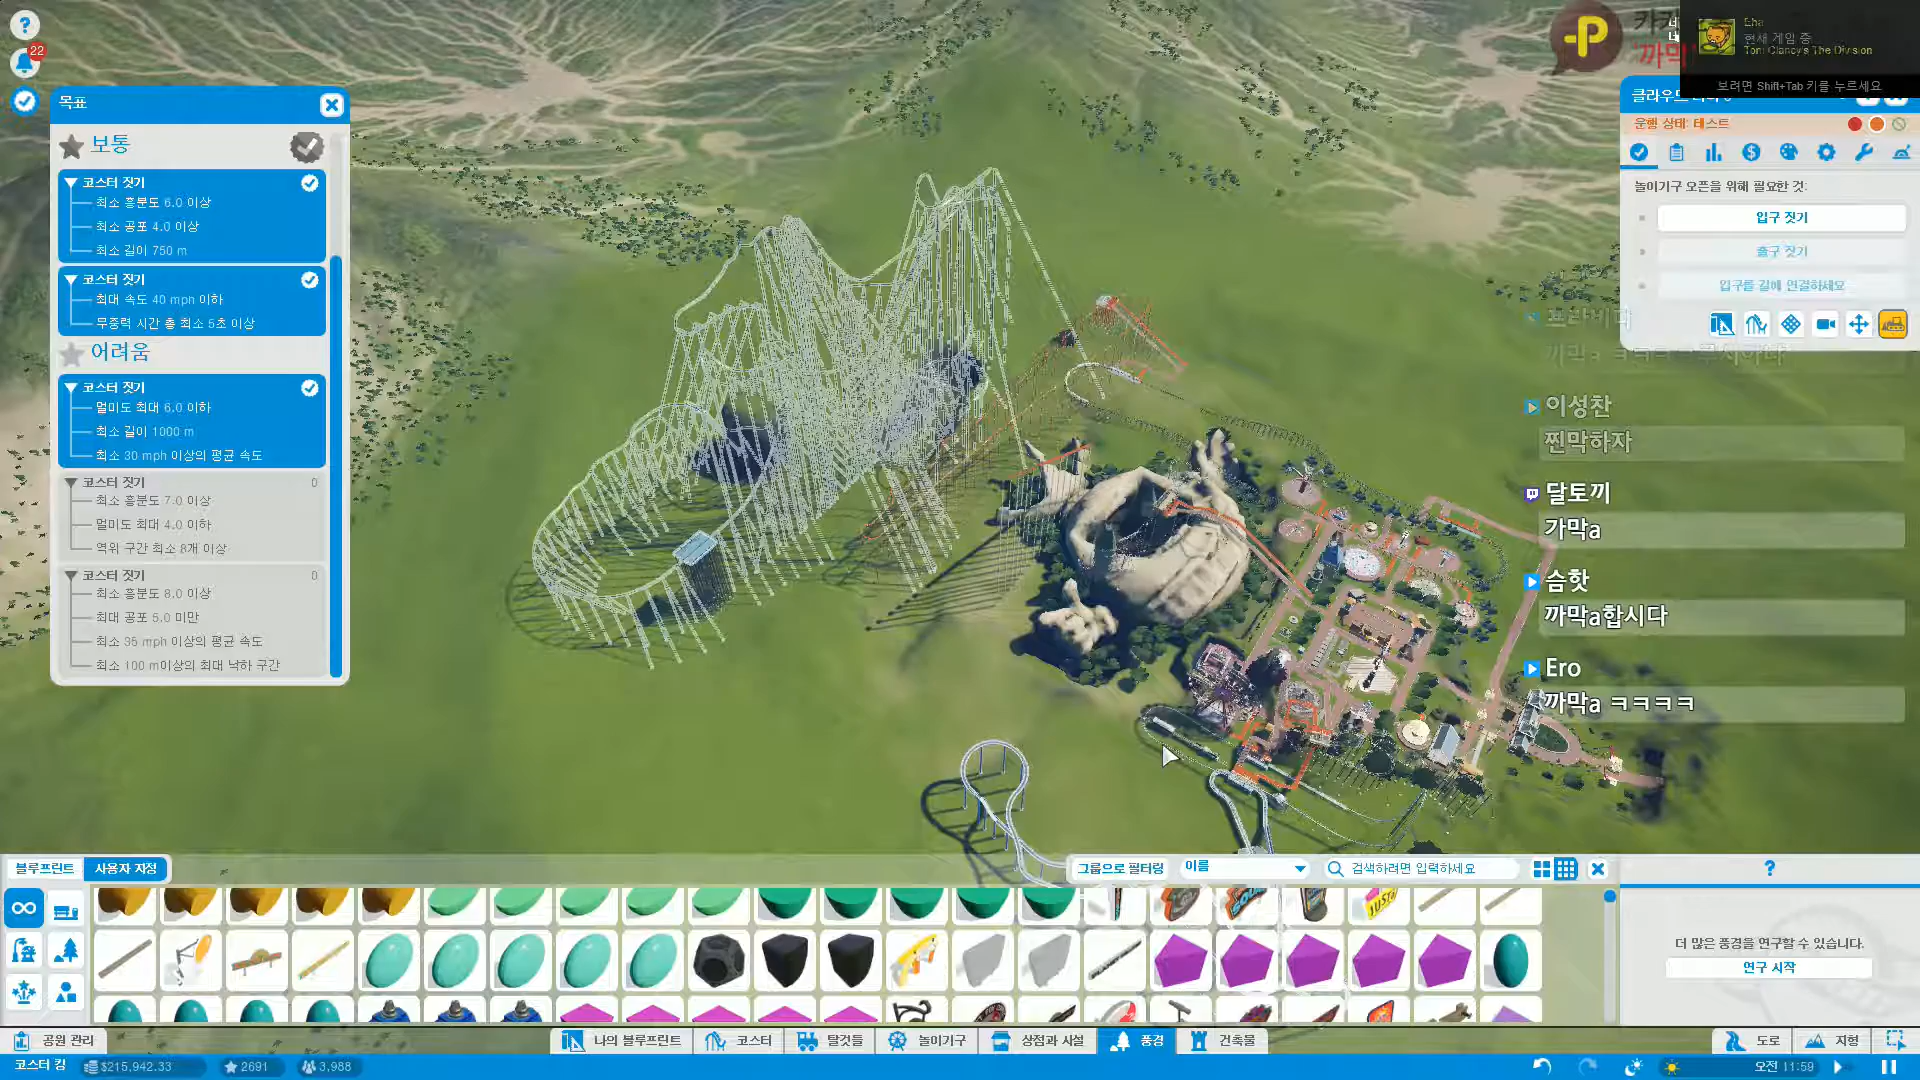 22
목표
보통
코스터 짓기
최소 흥분도 6.0 이상
최소 공포 4.0 이상
최소 길이 750 m
코스터 짓기
최대 속도 40 mph 이하
무중력 시간 총 최소 5초 이상
어려움
코스터 짓기
멀미도 최대 6.0 이하
최소 길이 1000 m
최소 30 mph 이상의 평균 속도
코스터 짓기 0
최소 흥분도 7.0 이상
멀미도 최대 4.0 이하
역위 구간 최소 8개 이상
코스터 짓기 0
최소 흥분도 8.0 이상
최대 공포 5.0 미만
최소 35 mph 이상의 평균 속도
최소 100 m이상의 최대 낙하 구간
현재 게임 중
Tom Clancy's The Division
보려면 Shift+Tab 키를 누르세요
운행 상태: 테스트
놀이기구 오픈을 위해 필요한 것:
입구 짓기
출구 짓기
입구를 길에 연결하세요
이성찬
찐막하자
달토끼
가막a
슴핫
까막a합시다
Ero
까막a ㅋㅋㅋㅋ
블루프린트 사용자 지정
그룹으로 필터링 이름 검색하려면 입력하세요
?
더 많은 풍경을 연구할 수 있습니다.
연구 시작
공원 관리 나의 블루프린트 코스터 탈것들 놀이기구 상점과 시설 풍경 건축물 도로 지형
코스터 킹 $215,942.33 2691 3,988 오전 11:59